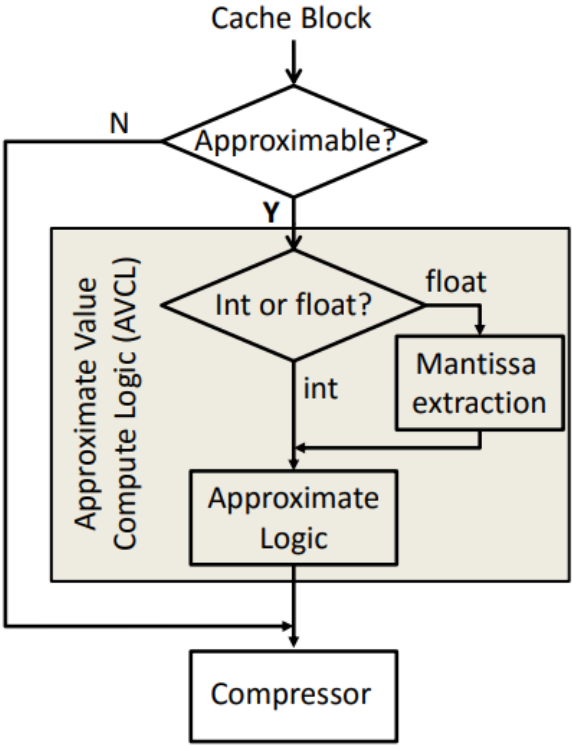 Cache Block
N
Approximable?
Y
Approximate Value
Compute Logic (AVCL)
Int or float?
float
Mantissa
extraction
int
Approximate
Logic
Compressor